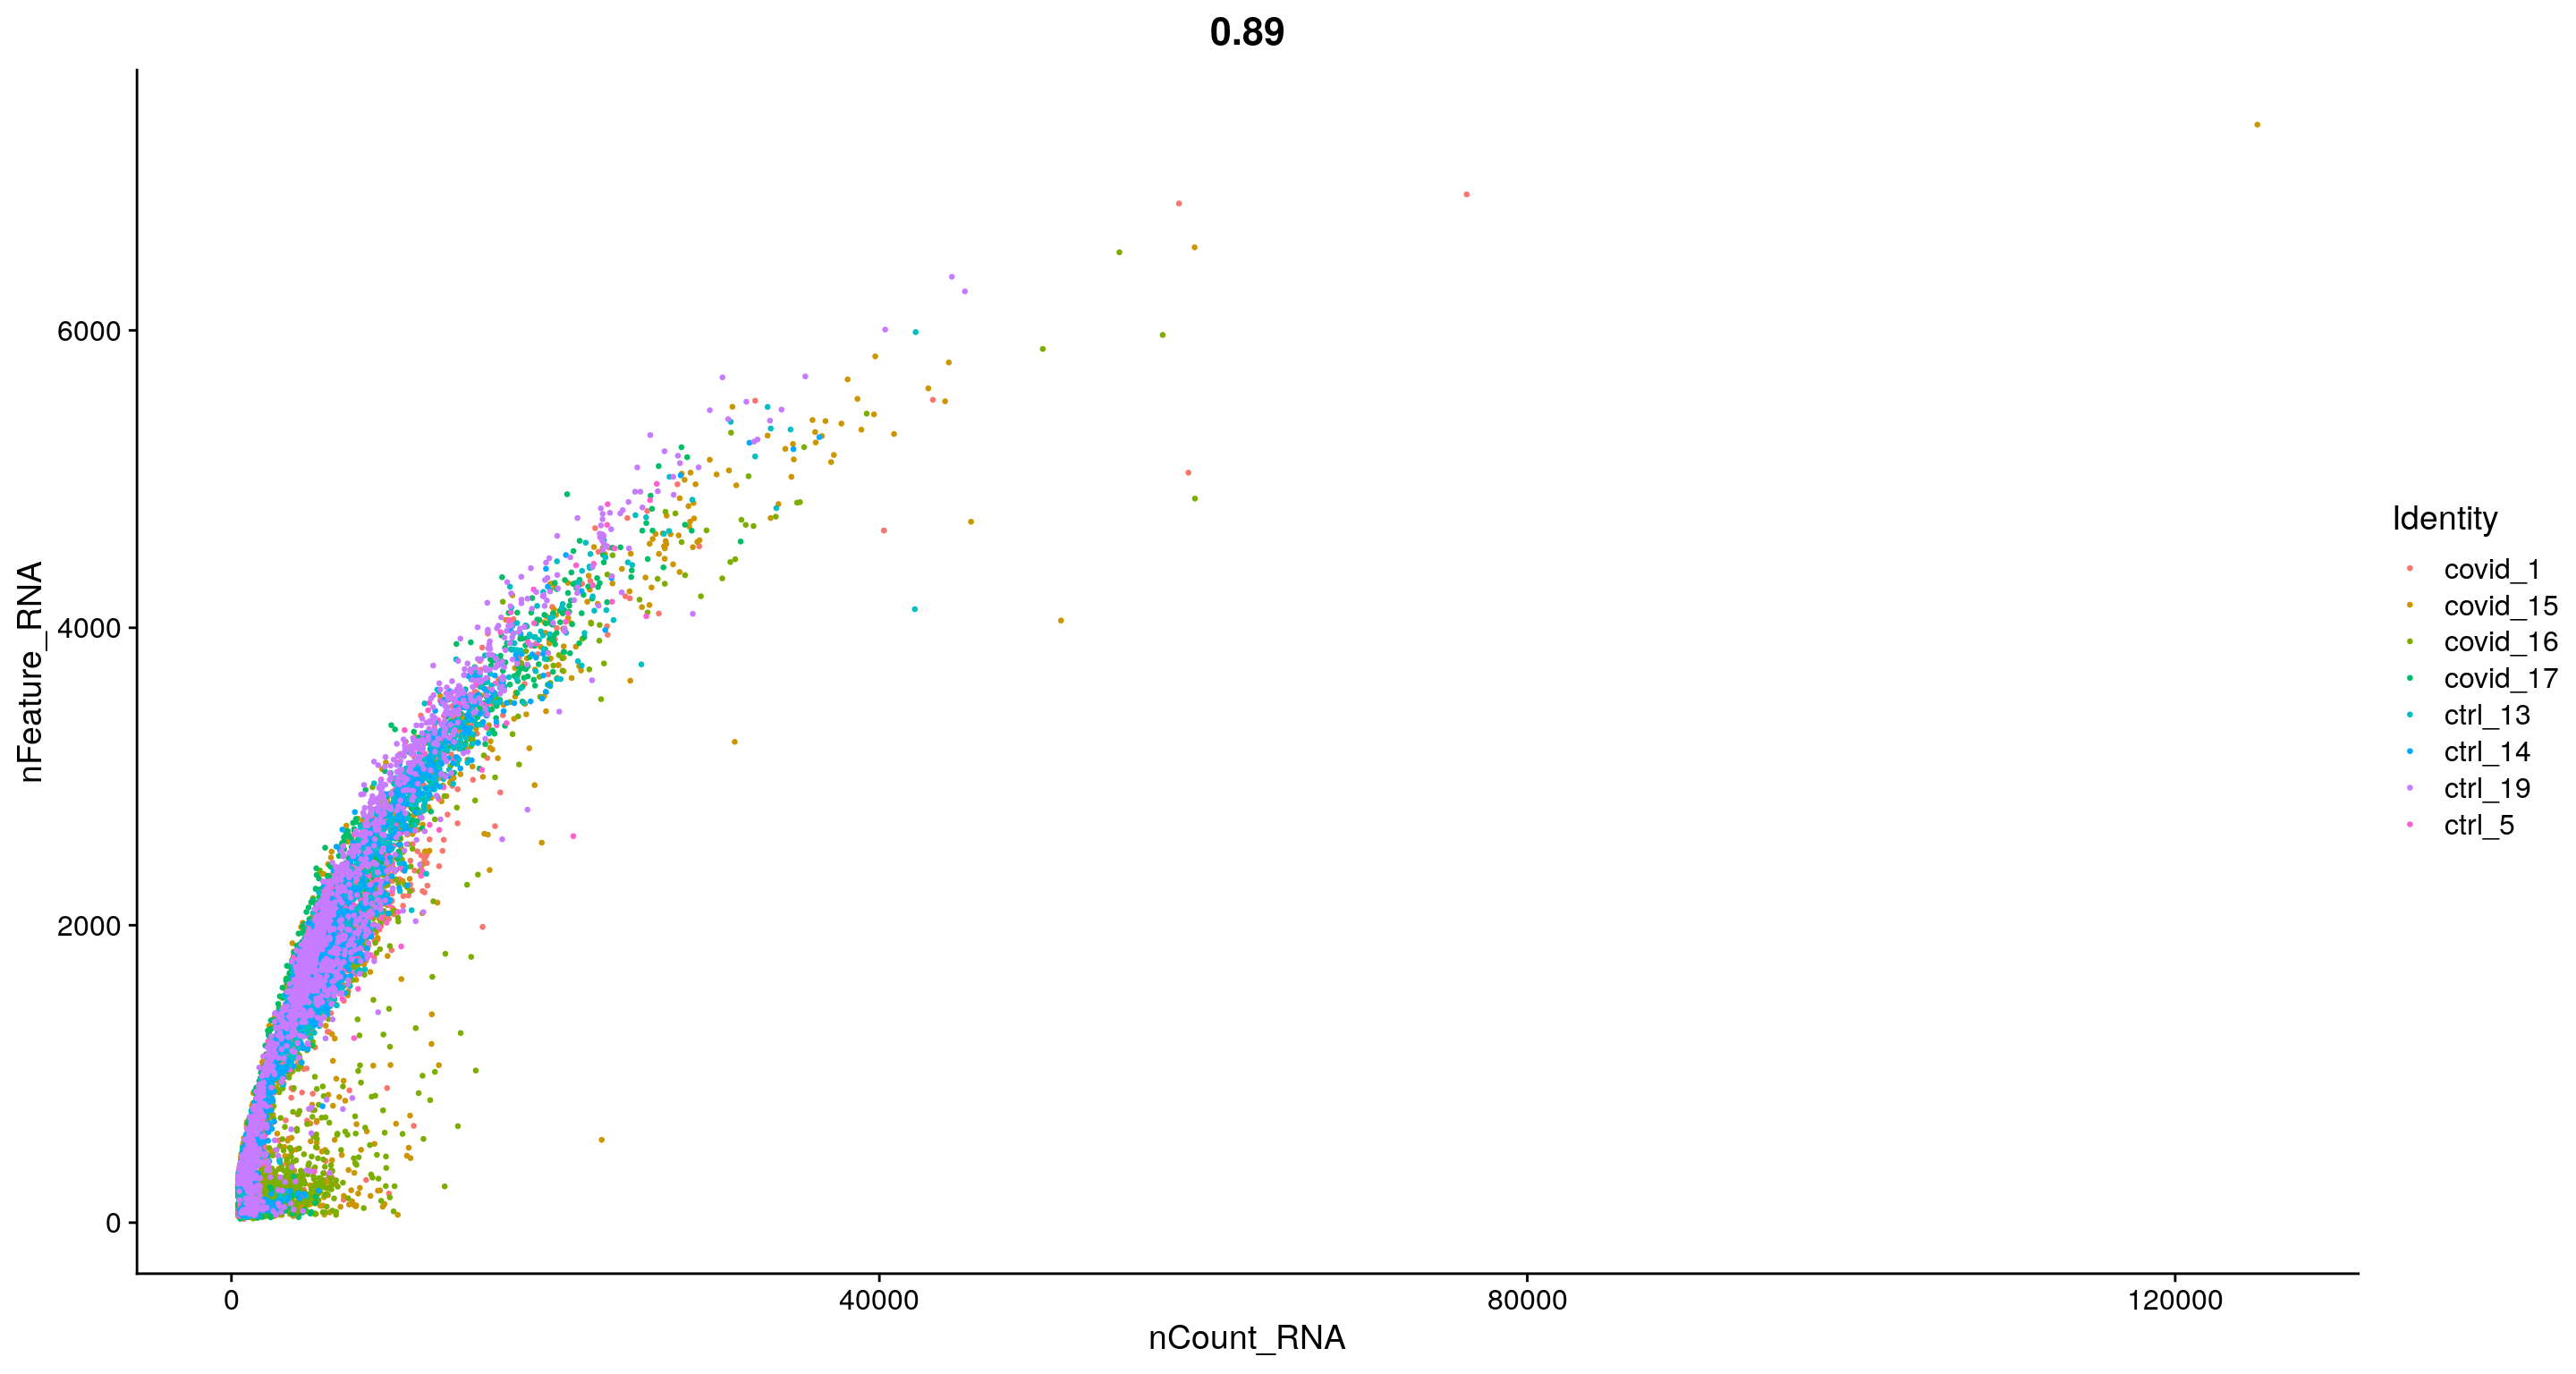 0.89
nFeature_RNA
6000
4000
2000
0
0
40000
80000
120000
nCount_RNA
Identity
covid_1
covid_15
covid_16
covid_17
ctrl_13
ctrl_14
ctrl_19
ctrl_5